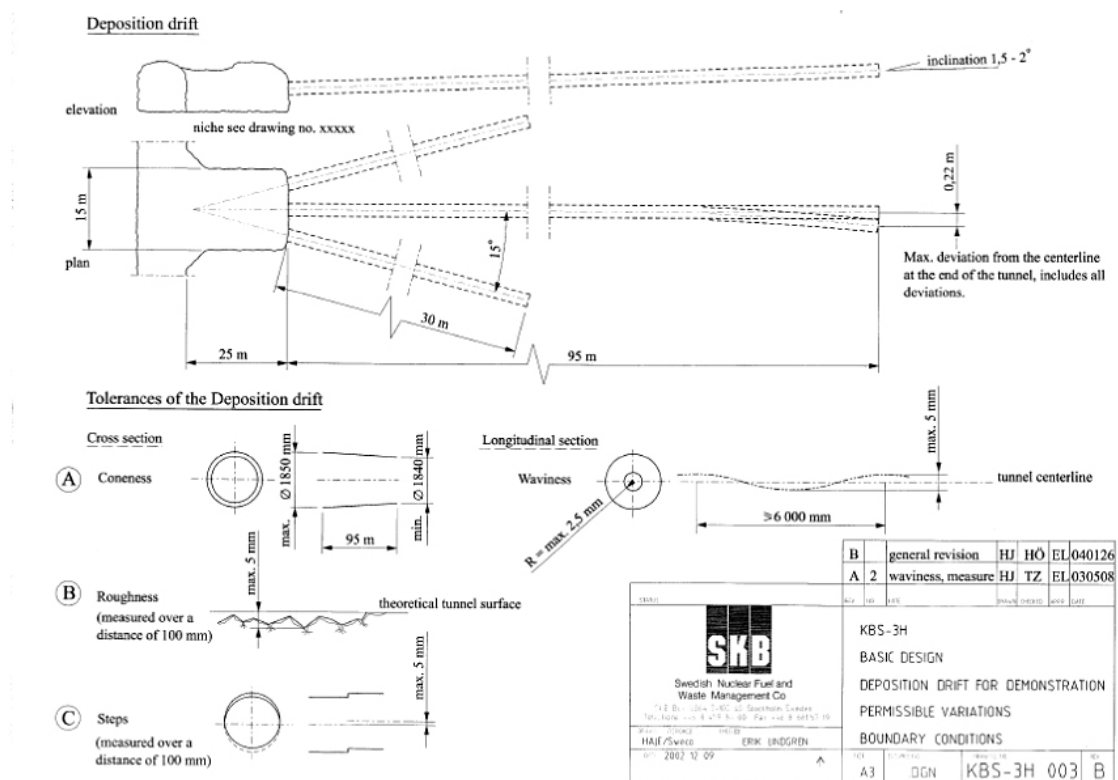 Deposition drift
inclination 1,5 - 2°
elevation
niche see drawing no. xxxxx
15 m
0,22 m
15°
plan
Max. deviation from the centerline
at the end of the tunnel, includes all
deviations.
30 m
25 m
95 m
Tolerances of the Deposition drift
Cross section
Longitudinal section
A
Coneness
max. Ø 1850 mm
min. Ø 1840 mm
95 m
Waviness
R = max. 2,5 mm
max. 5 mm
tunnel centerline
⩾6 000 mm
B
Roughness
(measured over a
distance of 100 mm)
max. 5 mm
theoretical tunnel surface
C
Steps
(measured over a
distance of 100 mm)
max. 5 mm
B general revision HJ HÖ EL 040126
A 2 waviness, measure HJ TZ EL 030508
STATUS
DATE
SKB
Swedish Nuclear Fuel and
Waste Management Co
HAJE/Sweco ERIK LINDGREN
2002 12 09
KBS-3H
BASIC DESIGN
DEPOSITION DRIFT FOR DEMONSTRATION
PERMISSIBLE VARIATIONS
BOUNDARY CONDITIONS
A3 .DGN KBS-3H 003 B